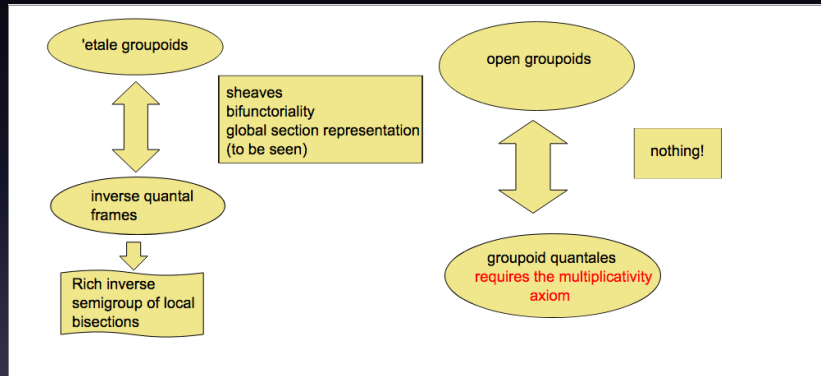 'etale groupoids
sheaves
bifunctoriality
global section representation
(to be seen)
inverse quantal
frames
Rich inverse
semigroup of local
bisections
open groupoids
nothing!
groupoid quantales
requires the multiplicativity
axiom